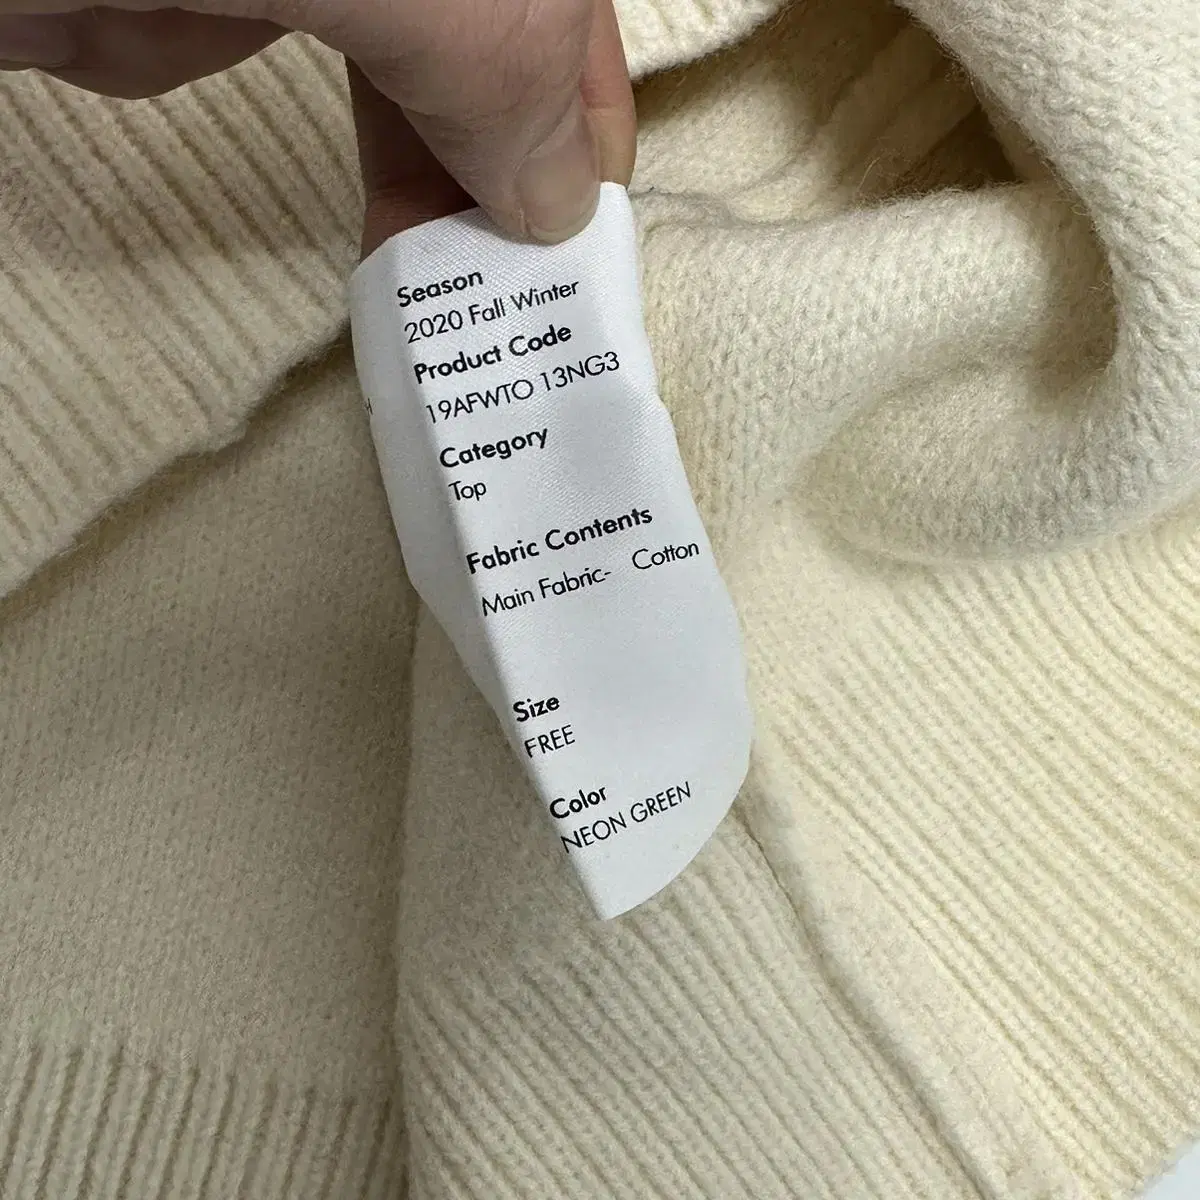 Season
2020 Fall Winter
Product Code
19AFWTO 13NG3
Category
Top
Fabric Contents
Main Fabric- Cotton
Size
FREE
Color
NEON GREEN